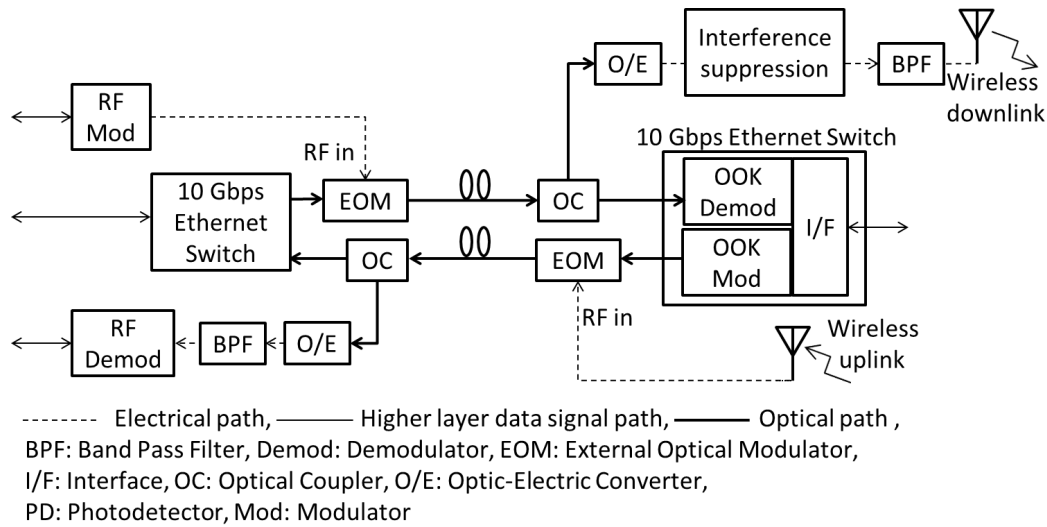 O/E
Interference
suppression
BPF
Wireless
downlink
RF
Mod
RF in
10 Gbps Ethernet Switch
10 Gbps
Ethernet
Switch
EOM
OC
OOK
Demod
I/F
OC
EOM
OOK
Mod
RF in
RF
Demod
BPF
O/E
Wireless
uplink
Electrical path, Higher layer data signal path, Optical path ,
BPF: Band Pass Filter, Demod: Demodulator, EOM: External Optical Modulator,
I/F: Interface, OC: Optical Coupler, O/E: Optic-Electric Converter,
PD: Photodetector, Mod: Modulator